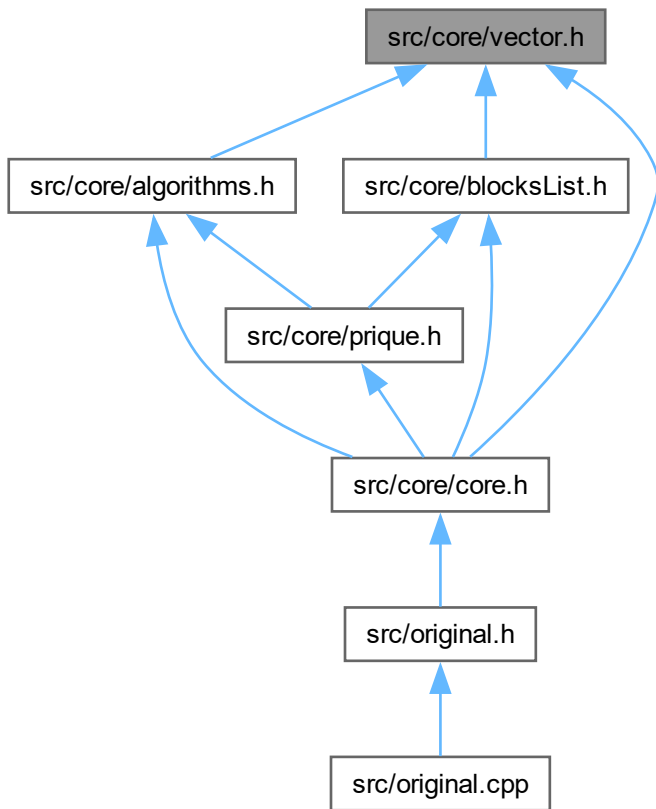 src/core/vector.h
src/core/algorithms.h
src/core/blocksList.h
src/core/prique.h
src/core/core.h
src/original.h
src/original.cpp